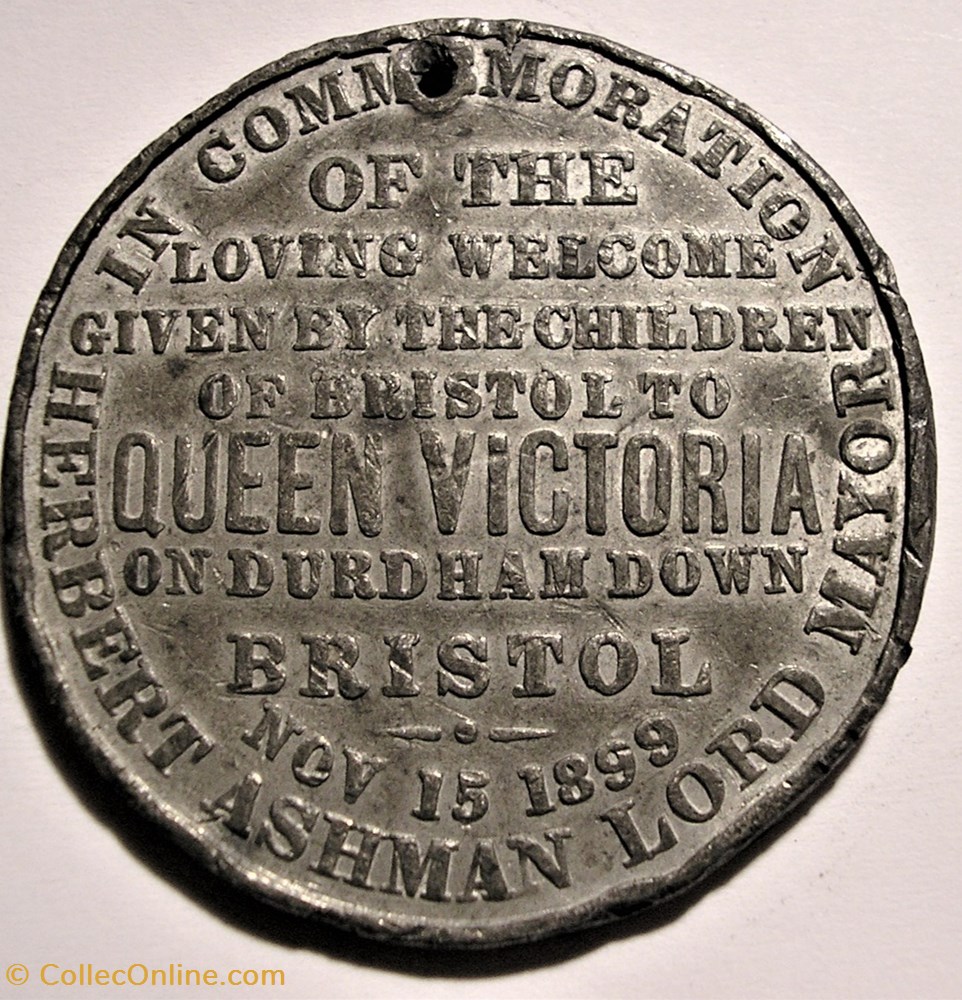 IN COMMEMORATION
OF THE
LOVING WELCOME
GIVEN BY THE CHILDREN
OF BRISTOL TO
QUEEN ViCTORIA
ON DURDHAM DOWN
BRISTOL
NOV 15 1899
HERBERT ASHMAN LORD MAYOR
© CollecOnline.com